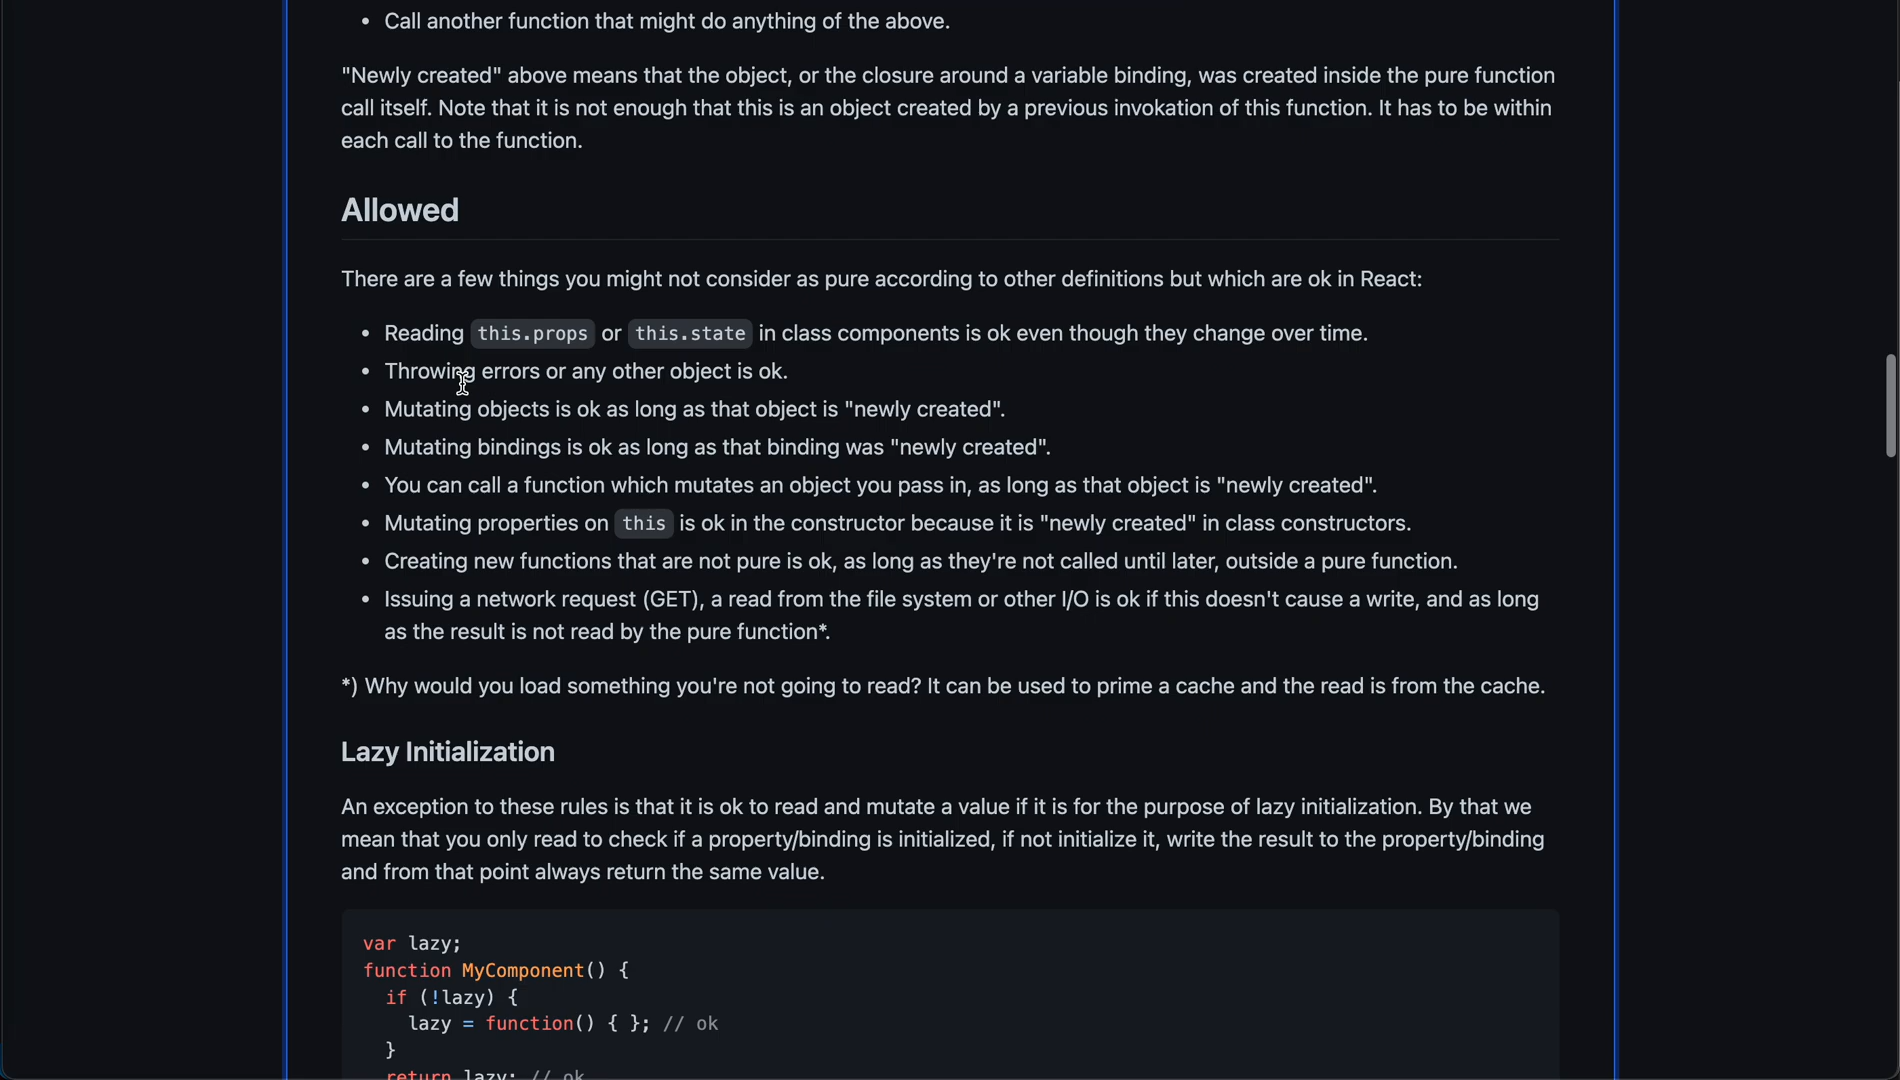 • Call another function that might do anything of the above.
"Newly created" above means that the object, or the closure around a variable binding, was created inside the pure function
call itself. Note that it is not enough that this is an object created by a previous invokation of this function. It has to be within
each call to the function.
Allowed
There are a few things you might not consider as pure according to other definitions but which are ok in React:
• Reading this.props or this.state in class components is ok even though they change over time.
• Throwing errors or any other object is ok.
• Mutating objects is ok as long as that object is "newly created".
• Mutating bindings is ok as long as that binding was "newly created".
• You can call a function which mutates an object you pass in, as long as that object is "newly created".
• Mutating properties on this is ok in the constructor because it is "newly created" in class constructors.
• Creating new functions that are not pure is ok, as long as they're not called until later, outside a pure function.
• Issuing a network request (GET), a read from the file system or other I/O is ok if this doesn't cause a write, and as long
as the result is not read by the pure function*.
*) Why would you load something you're not going to read? It can be used to prime a cache and the read is from the cache.
Lazy Initialization
An exception to these rules is that it is ok to read and mutate a value if it is for the purpose of lazy initialization. By that we
mean that you only read to check if a property/binding is initialized, if not initialize it, write the result to the property/binding
and from that point always return the same value.
var lazy;
function MyComponent() {
  if (!lazy) {
    lazy = function() { }; // ok
  }
  return lazy; // ok